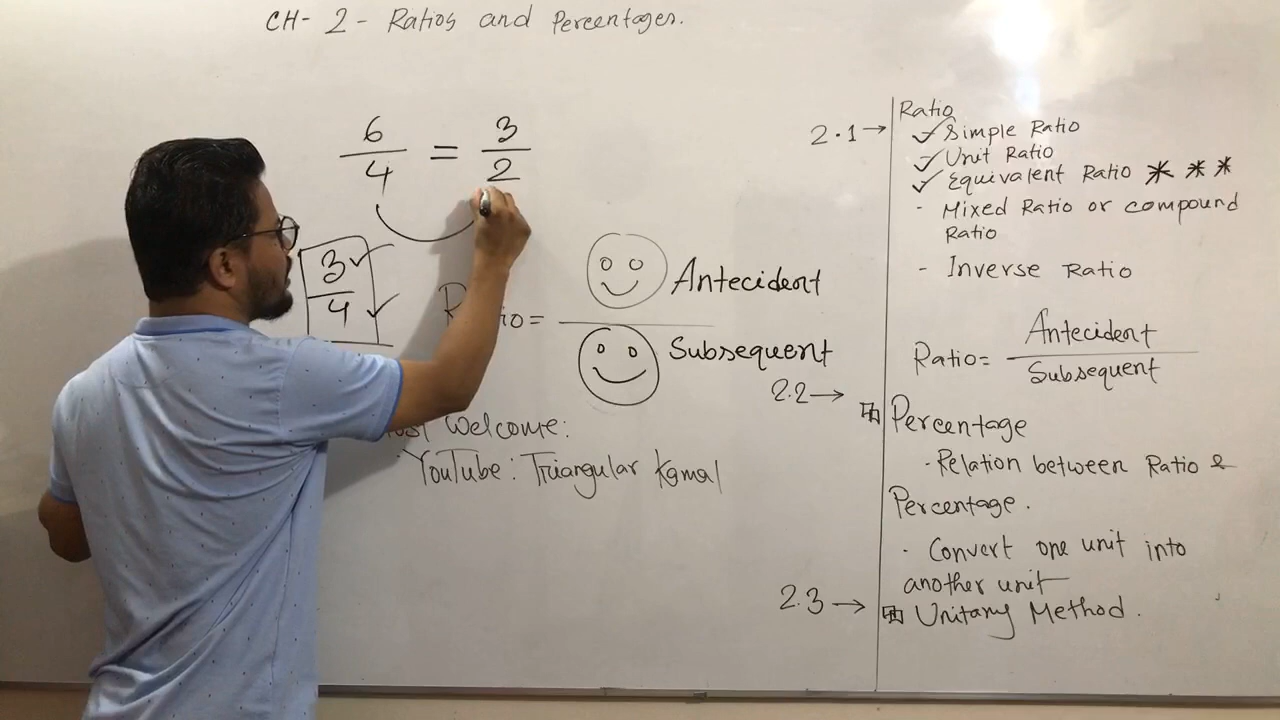 CH- 2 - Ratios and Percentages.
6/4 = 3/2
3/4
Ratio = Antecident / Subsequent
Welcome:
YouTube: Triangular Kamal
2.1 → Ratio
✓ Simple Ratio
✓ Unit Ratio
✓ Equivalent Ratio * * *
- Mixed Ratio or compound
Ratio
- Inverse Ratio
Ratio = Antecident / Subsequent
2.2 → Percentage
· Relation between Ratio &
Percentage.
· Convert one unit into
another unit
2.3 → Unitary Method.